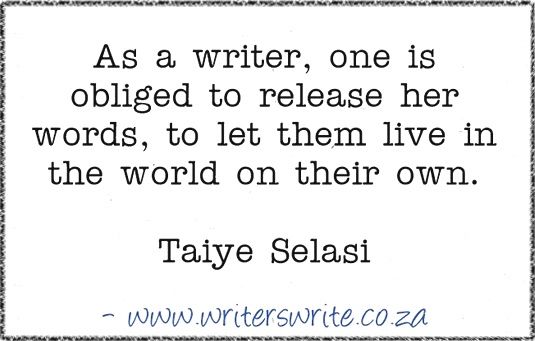 As a writer, one is
obliged to release her
words, to let them live in
the world on their own.
Taiye Selasi
- www.writerswrite.co.za